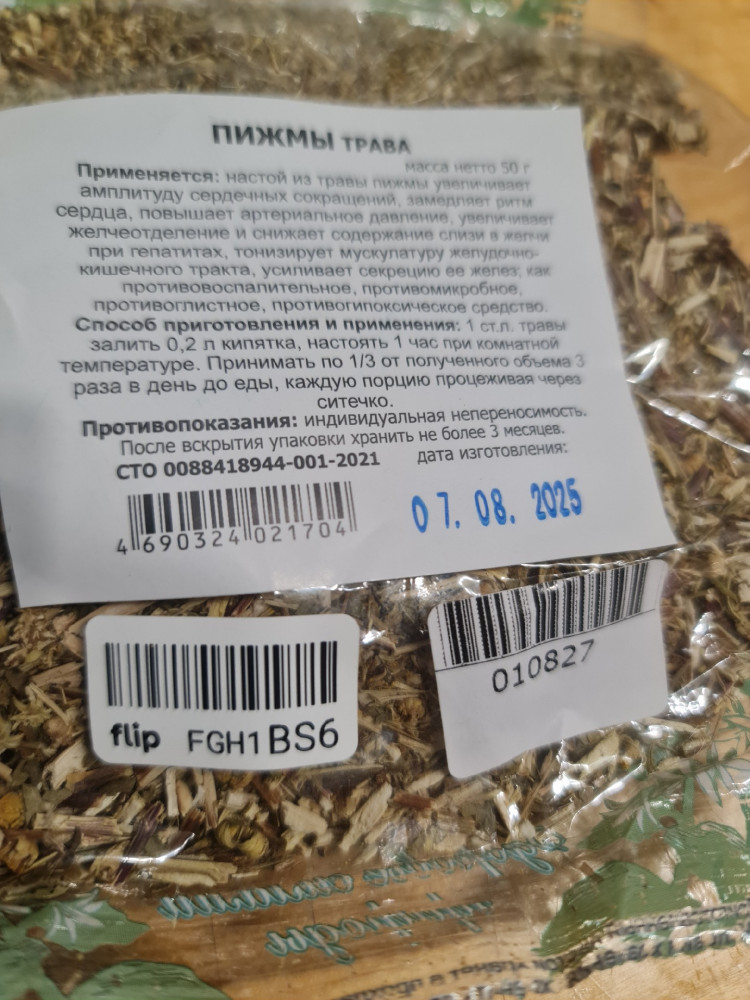 ПИЖМЫ ТРАВА
масса нетто 50 г
Применяется: настой из травы пижмы увеличивает
амплитуду сердечных сокращений, замедляет ритм
сердца, повышает артериальное давление, увеличивает
желчеотделение и снижает содержание слизи в желчи
при гепатитах, тонизирует мускулатуру желудочно-
кишечного тракта, усиливает секрецию ее желез; как
противовоспалительное, противомикробное,
противоглистное, противогипоксическое средство.
Способ приготовления и применения: 1 ст.л. травы
залить 0,2 л кипятка, настоять 1 час при комнатной
температуре. Принимать по 1/3 от полученного объема 3
раза в день до еды, каждую порцию процеживая через
ситечко.
Противопоказания: индивидуальная непереносимость.
После вскрытия упаковки хранить не более 3 месяцев.
СТО 0088418944-001-2021 дата изготовления:
07.08.2025
4 690324 021704
010827
flip FGH1BS6